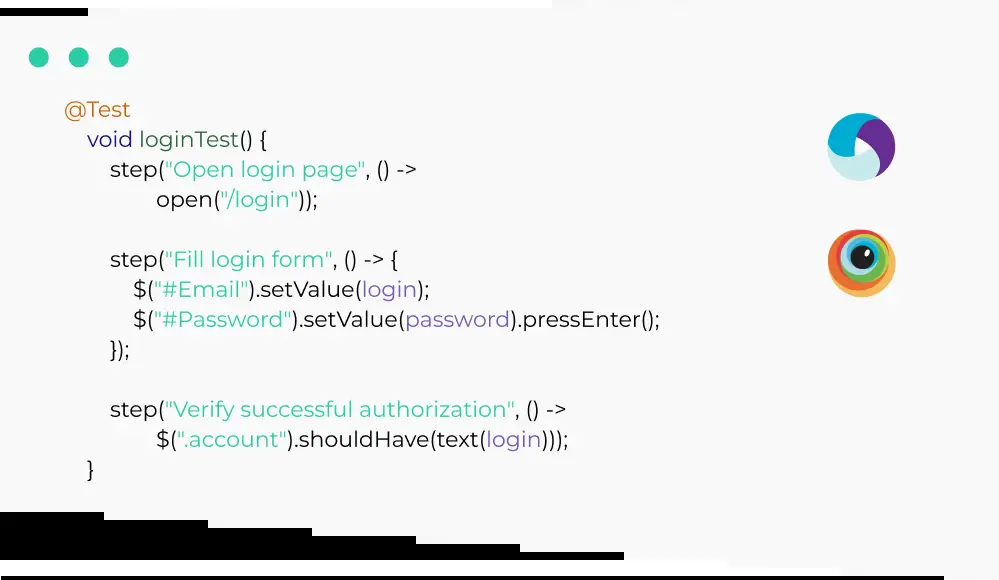 @Test
void loginTest() {
step("Open login page", () ->
open("/login"));
step("Fill login form", () -> {
$("#Email").setValue(login);
$("#Password").setValue(password).pressEnter();
});
step("Verify successful authorization", () ->
$(".account").shouldHave(text(login)));
}